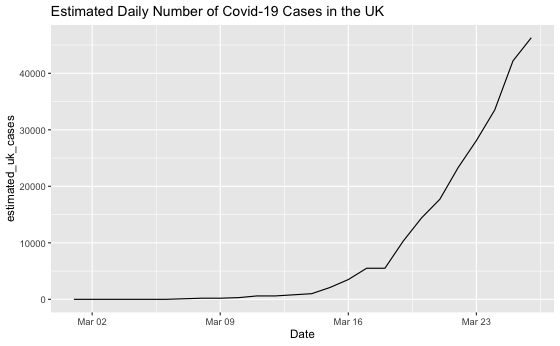 Estimated Daily Number of Covid-19 Cases in the UK
estimated_uk_cases
40000
30000
20000
10000
0
Mar 02 Mar 09 Mar 16 Mar 23
Date